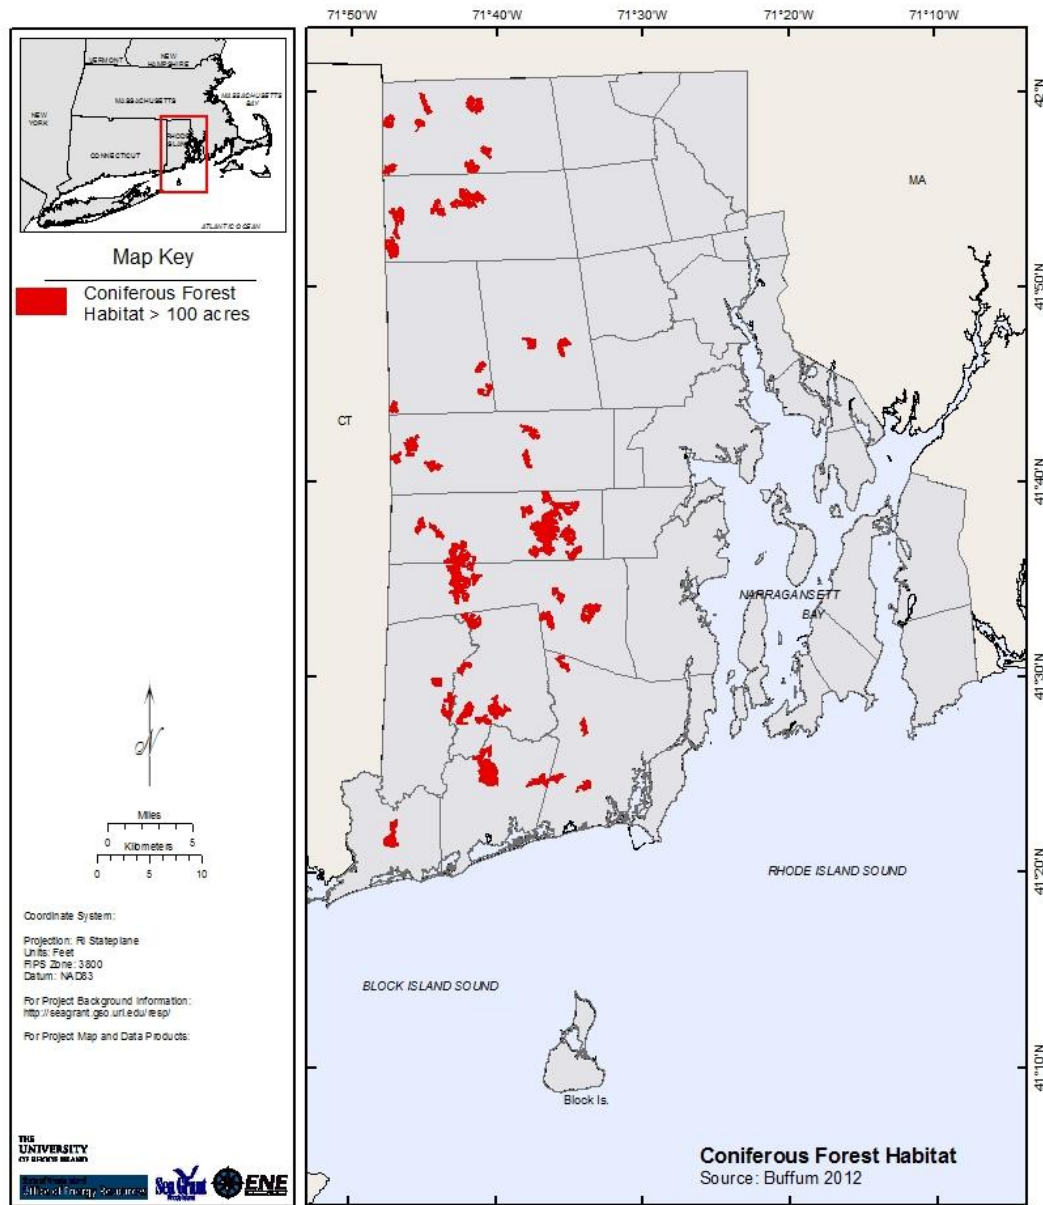 71°50'W
71°40'W
71°30'W
71°20'W
71°10'W
VERMONT
NEW
HAMPSHIRE
MASSACHUSETTS
BAY
NEW
YORK
MASSACHUSETTS
CONNECTICUT
ATLANTIC OCEAN
Map Key
Coniferous Forest
Habitat > 100 acres
Miles
0 5
Kilometers
0 5 10
Coordinate System:
Projection: RI Stateplane
Units: Feet
FIPS Zone: 3800
Datum: NAD83
For Project Background Information:
http://seagrant.gso.uri.edu/resp/
For Project Map and Data Products:
THE
UNIVERSITY
OF RHODE ISLAND
Sea Grant
ENE
42°N
MA
41°50'N
CT
41°40'N
NARRAGANSETT
BAY
41°30'N
41°20'N
RHODE ISLAND SOUND
BLOCK ISLAND SOUND
41°10'N
Block Is.
Coniferous Forest Habitat
Source: Buffum 2012